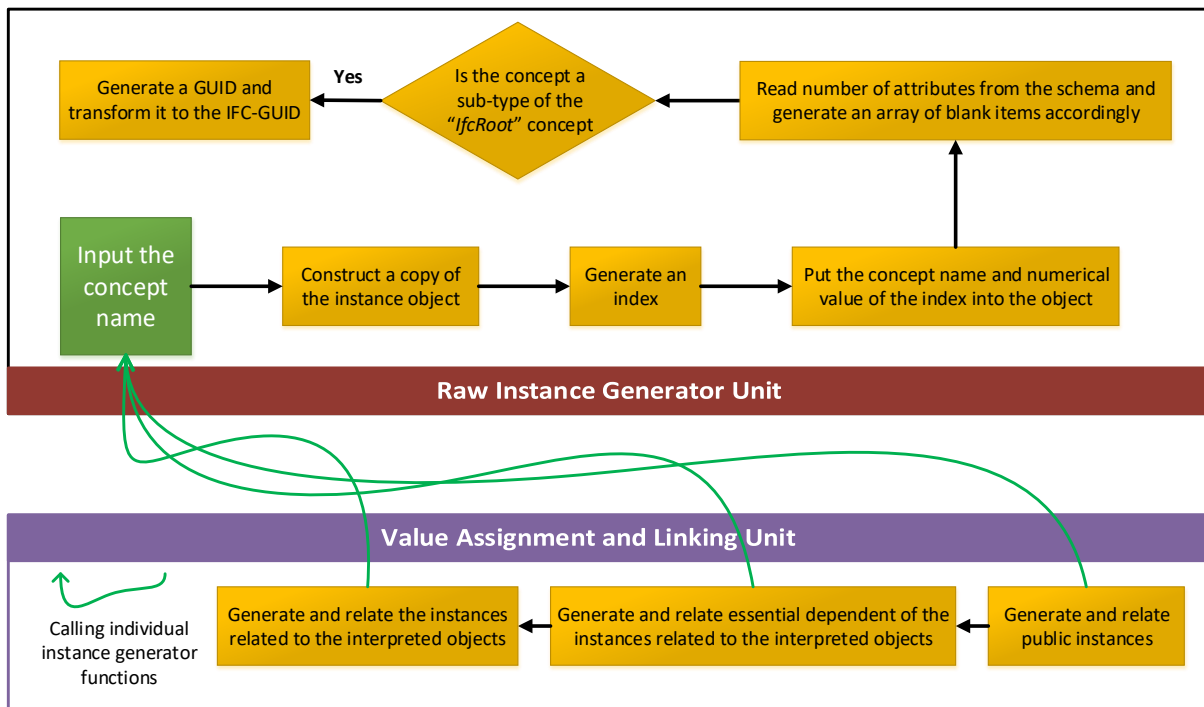 Generate a GUID and
transform it to the IFC-GUID
Yes
Is the concept a
sub-type of the
“IfcRoot” concept
Read number of attributes from the schema and
generate an array of blank items accordingly
Input the
concept
name
Construct a copy of
the instance object
Generate an
index
Put the concept name and numerical
value of the index into the object
Raw Instance Generator Unit
Value Assignment and Linking Unit
Calling individual
instance generator
functions
Generate and relate the instances
related to the interpreted objects
Generate and relate essential dependent of the
instances related to the interpreted objects
Generate and relate
public instances